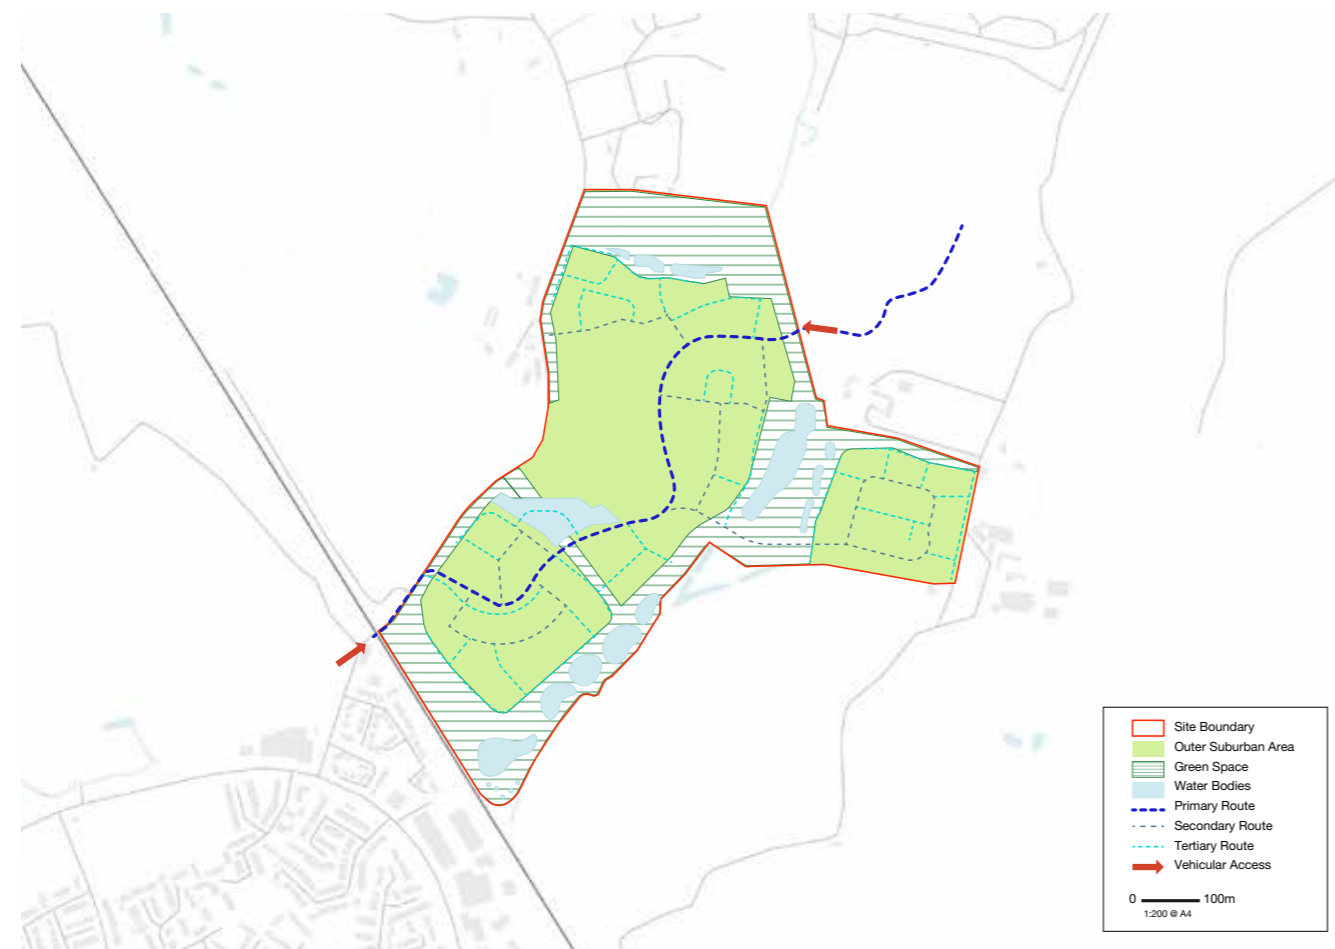 Site Boundary
Outer Suburban Area
Green Space
Water Bodies
Primary Route
Secondary Route
Tertiary Route
Vehicular Access
0 100m
1:200 @ A4